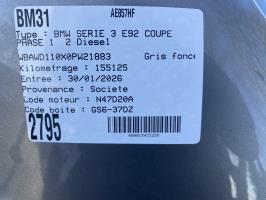 BM31 AE857HF
Type : BMW SERIE 3 E92 COUPE
PHASE 1 2 Diesel
WBAWD110X0PW21883 Gris fonce
Kilometrage : 155125
Entree : 30/01/2026
Provenance : Societe
Code moteur : N47D20A
Code boite : GS6-37DZ
2795